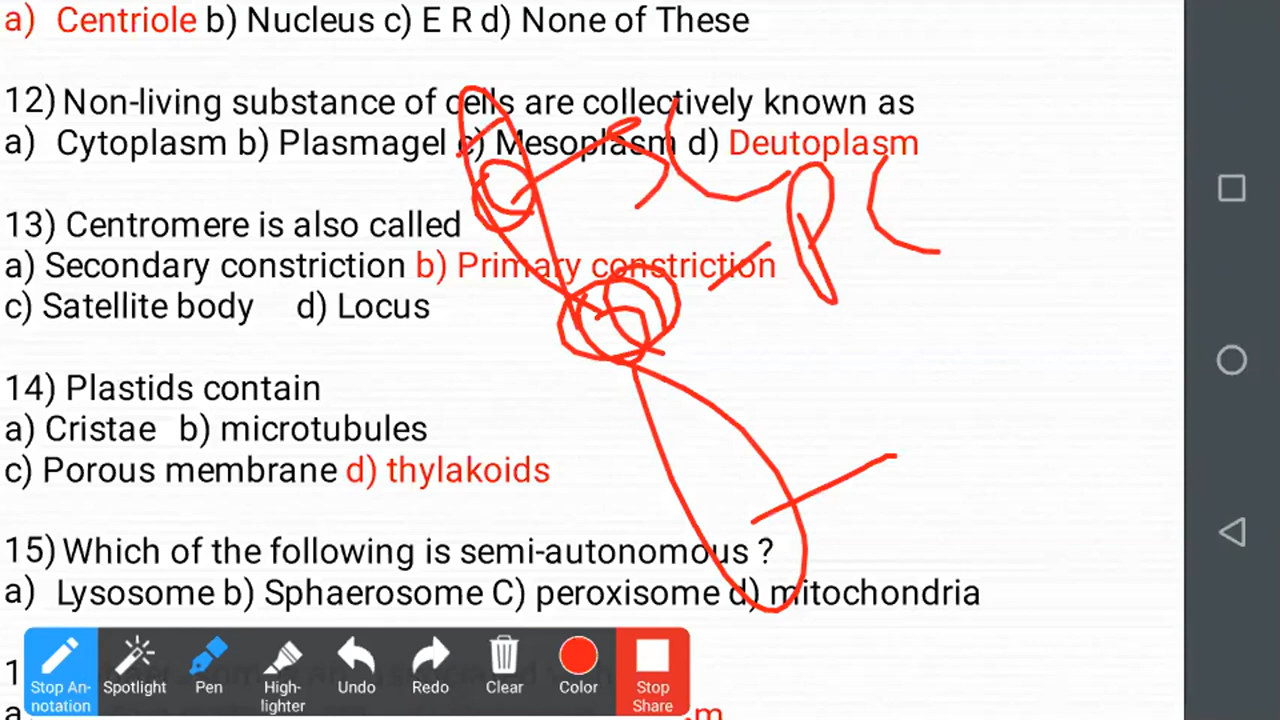 a) Centriole b) Nucleus c) E R d) None of These
12) Non-living substance of cells are collectively known as
a) Cytoplasm b) Plasmagel c) Mesoplasm d) Deutoplasm
13) Centromere is also called
a) Secondary constriction b) Primary constriction
c) Satellite body d) Locus
14) Plastids contain
a) Cristae b) microtubules
c) Porous membrane d) thylakoids
15) Which of the following is semi-autonomous ?
a) Lysosome b) Sphaerosome C) peroxisome d) mitochondria
Stop An-
notation
Spotlight
Pen
High-
lighter
Undo
Redo
Clear
Color
Stop
Share